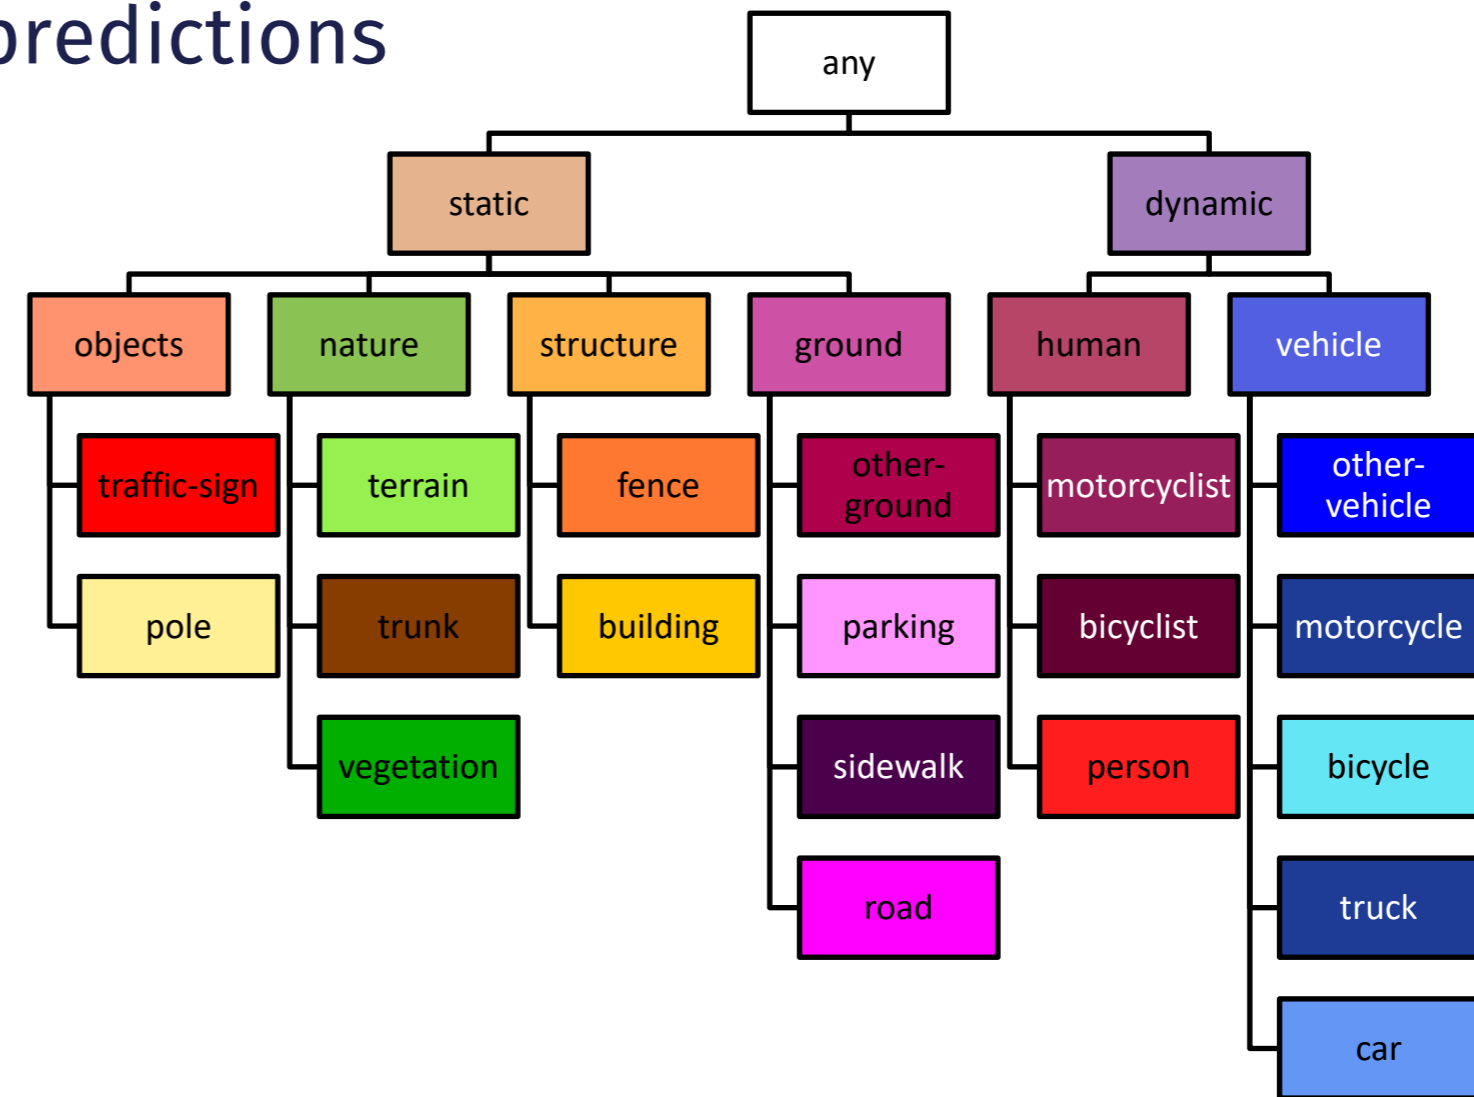 predictions
any
static
dynamic
objects
nature
structure
ground
human
vehicle
traffic-sign
terrain
fence
other-
ground
motorcyclist
other-
vehicle
pole
trunk
building
parking
bicyclist
motorcycle
vegetation
sidewalk
person
bicycle
road
truck
car